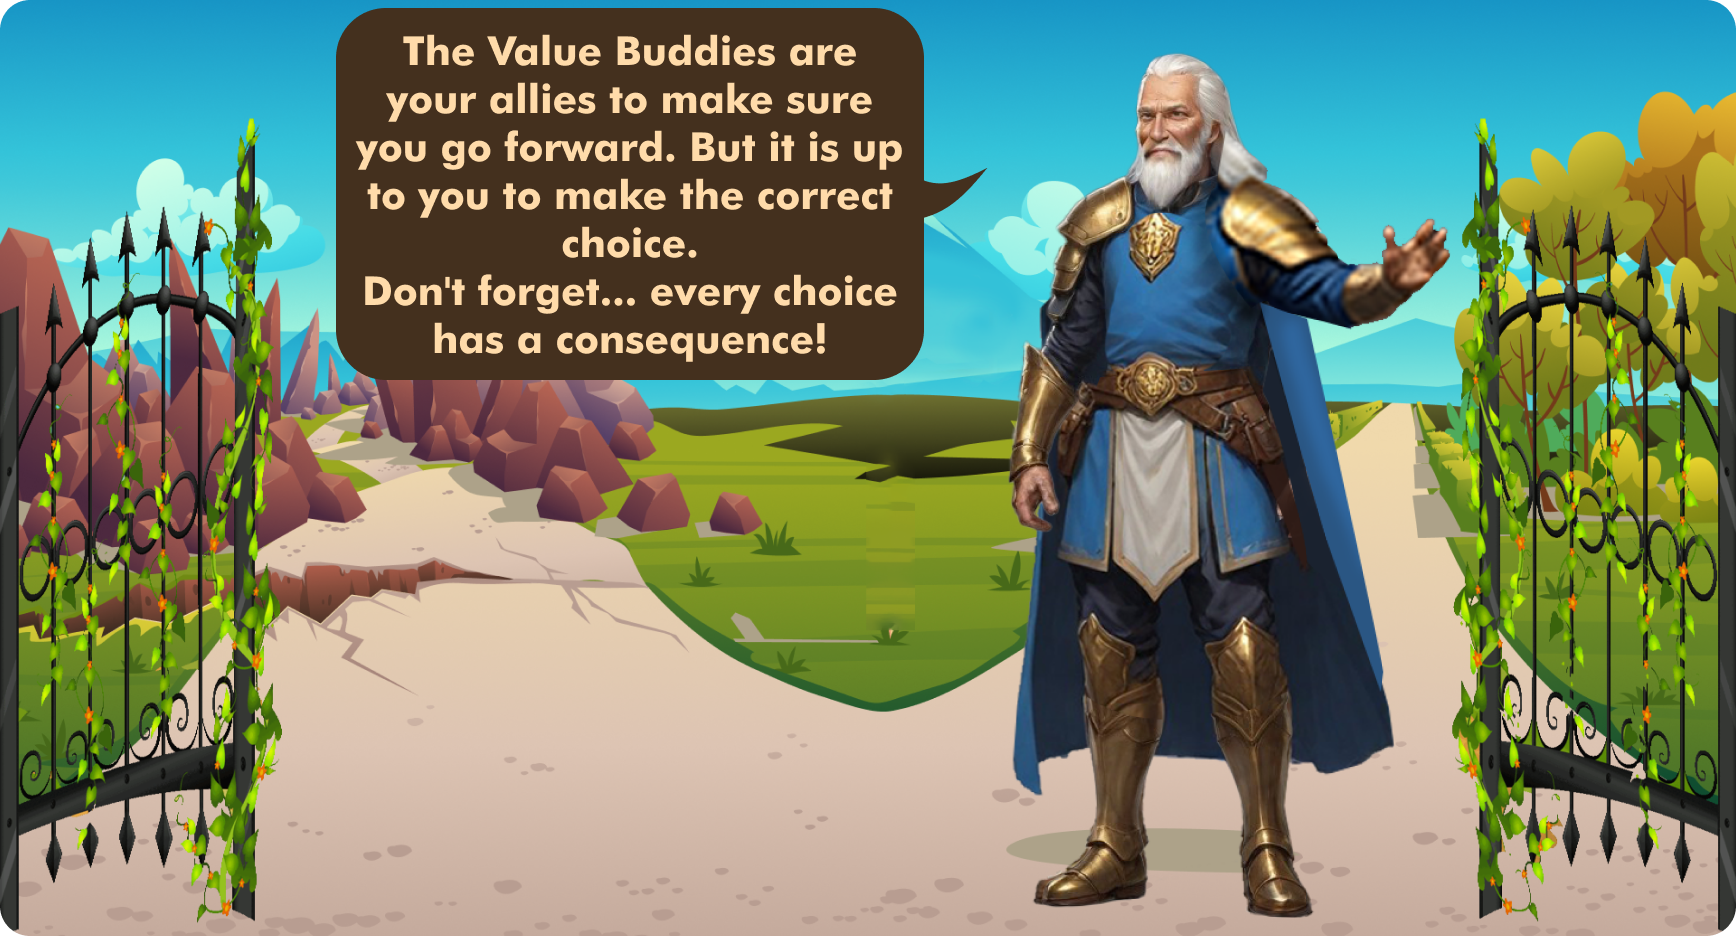 The Value Buddies are
your allies to make sure
you go forward. But it is up
to you to make the correct
choice.
Don't forget... every choice
has a consequence!